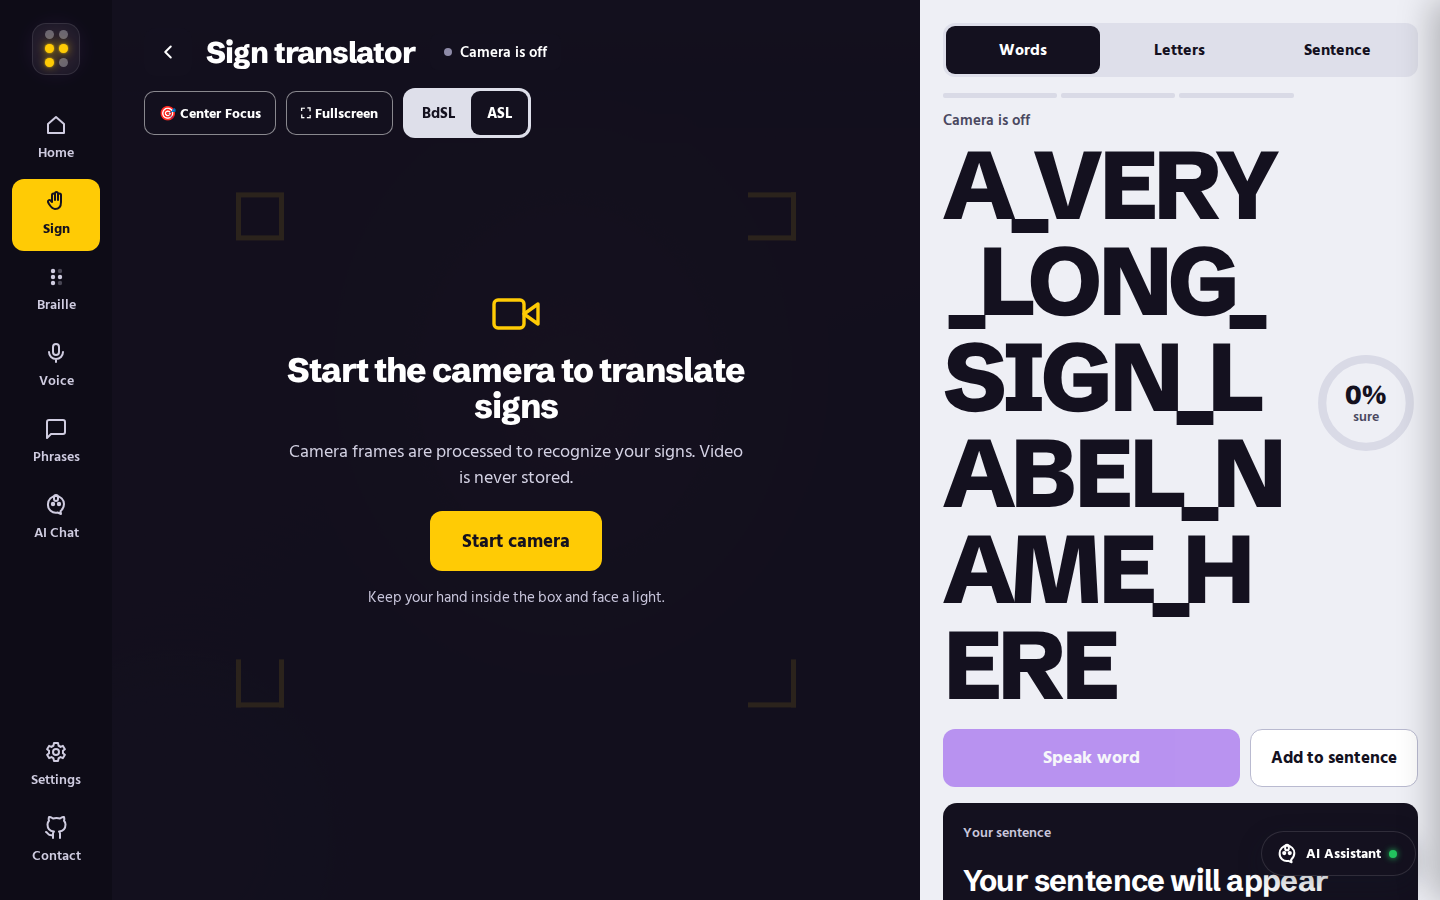 Home
Sign
Braille
Voice
Phrases
AI Chat
Settings
Contact
Sign translator
Camera is off
Center Focus
Fullscreen
BdSL
ASL
Start the camera to translate
signs
Camera frames are processed to recognize your signs. Video
is never stored.
Start camera
Keep your hand inside the box and face a light.
Words
Letters
Sentence
Camera is off
A_VERY
_LONG_
SIGN_L
ABEL_N
AME_H
ERE
0%
sure
Speak word
Add to sentence
Your sentence
Your sentence will appear
AI Assistant